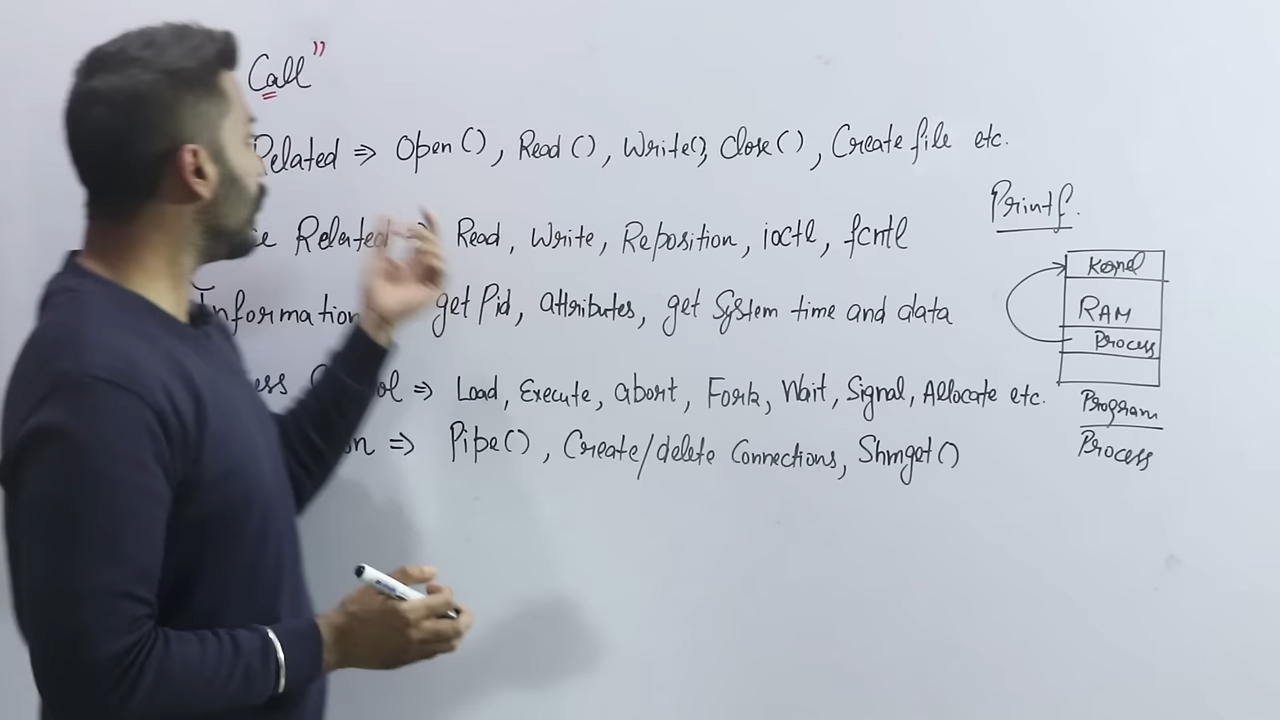 Call"
Related ⇒ Open(), Read(), Write(), Close(), Create file etc.
Related ⇒ Read, Write, Reposition, ioctl, fcntl
Information getPid, attributes, get System time and data
⇒ Load, Execute, abort, Fork, Wait, Signal, Allocate etc.
⇒ Pipe(), Create/delete Connections, Shmget()
Printf.
Kernel
RAM
Process
Program
Process